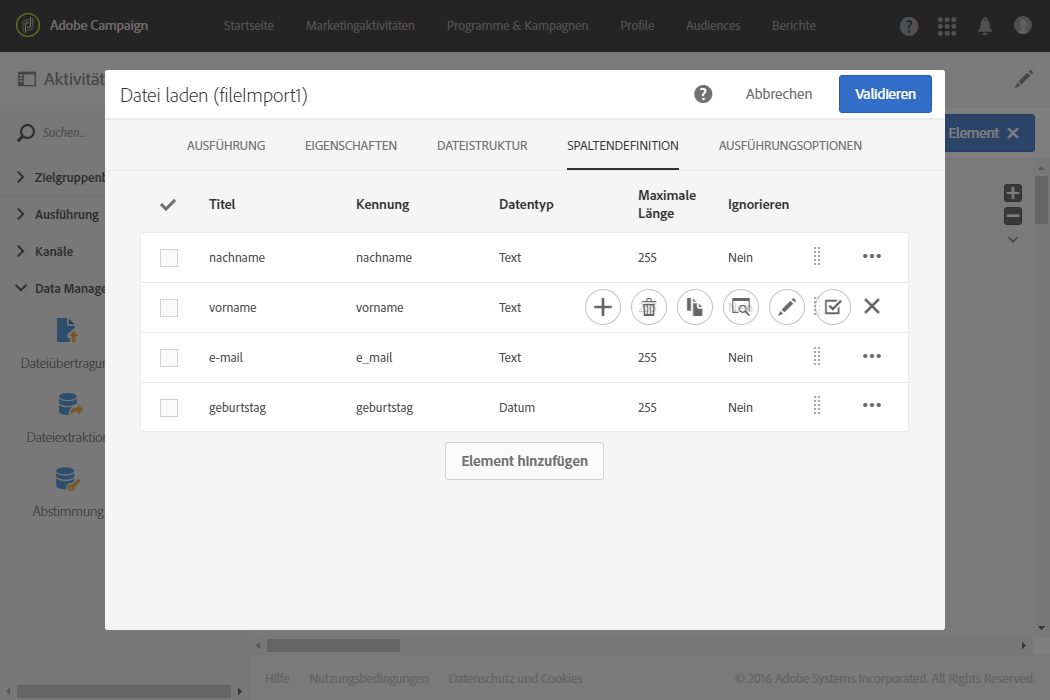 Adobe Campaign
Startseite
Marketingaktivitäten
Programme & Kampagnen
Profile
Audiences
Berichte
Aktivität
Datei laden (fileImport1)
Abbrechen
Validieren
Suchen...
Element
AUSFÜHRUNG
EIGENSCHAFTEN
DATEISTRUKTUR
SPALTENDEFINITION
AUSFÜHRUNGSOPTIONEN
Zielgruppenb
Ausführung
Kanäle
Data Manage
Dateiübertragun
Dateiextraktion
Abstimmung
Titel Kennung Datentyp Maximale Länge Ignorieren
nachname nachname Text 255 Nein
vorname vorname Text
e-mail e_mail Text 255 Nein
geburtstag geburtstag Datum 255 Nein
Element hinzufügen
Hilfe
Nutzungsbedingungen
Datenschutz und Cookies
© 2016 Adobe Systems Incorporated. All Rights Reserved.